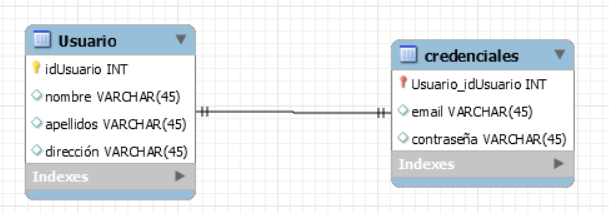 Usuario
idUsuario INT
nombre VARCHAR(45)
apellidos VARCHAR(45)
dirección VARCHAR(45)
Indexes
credenciales
Usuario_idUsuario INT
email VARCHAR(45)
contraseña VARCHAR(45)
Indexes